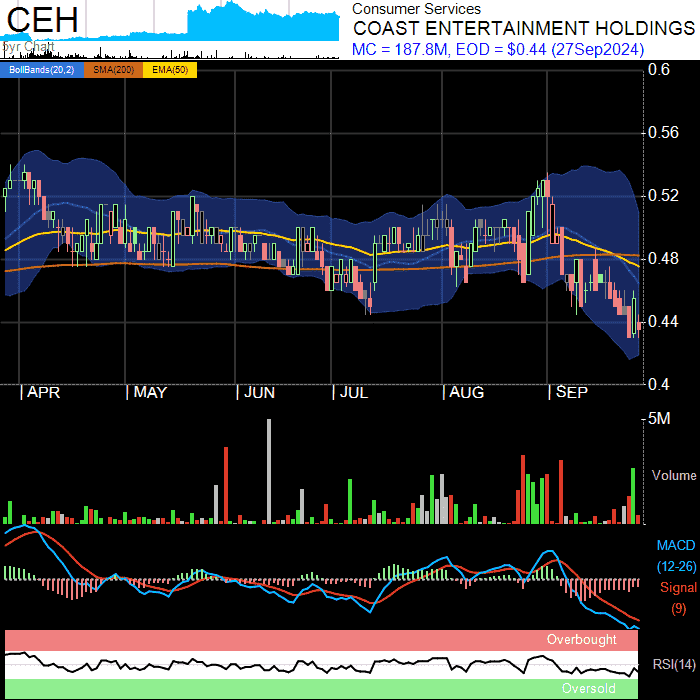 CEH
5yr Chart
Consumer Services
COAST ENTERTAINMENT HOLDINGS
MC = 187.8M, EOD = $0.44 (27Sep2024)
BollBands(20,2) SMA(200) EMA(50)
0.6
0.56
0.52
0.48
0.44
0.4
APR MAY JUN JUL AUG SEP
5M
Volume
MACD
(12-26)
Signal
(9)
Overbought
RSI(14)
Oversold